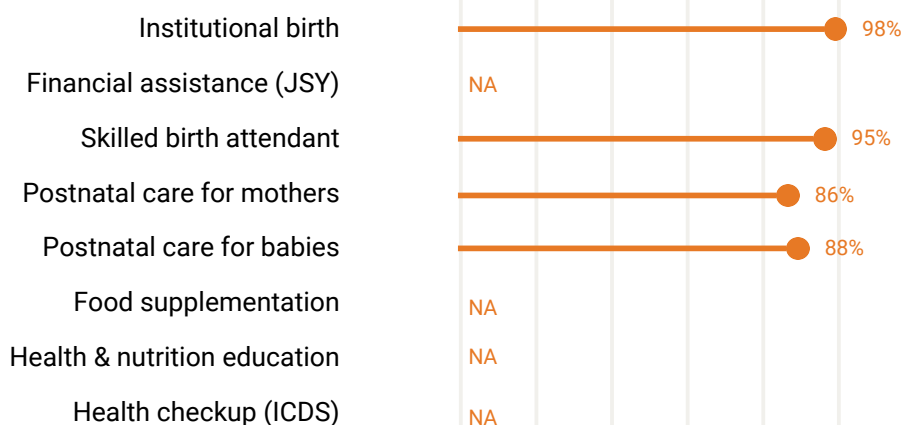 Institutional birth 98%
Financial assistance (JSY) NA
Skilled birth attendant 95%
Postnatal care for mothers 86%
Postnatal care for babies 88%
Food supplementation NA
Health & nutrition education NA
Health checkup (ICDS) NA